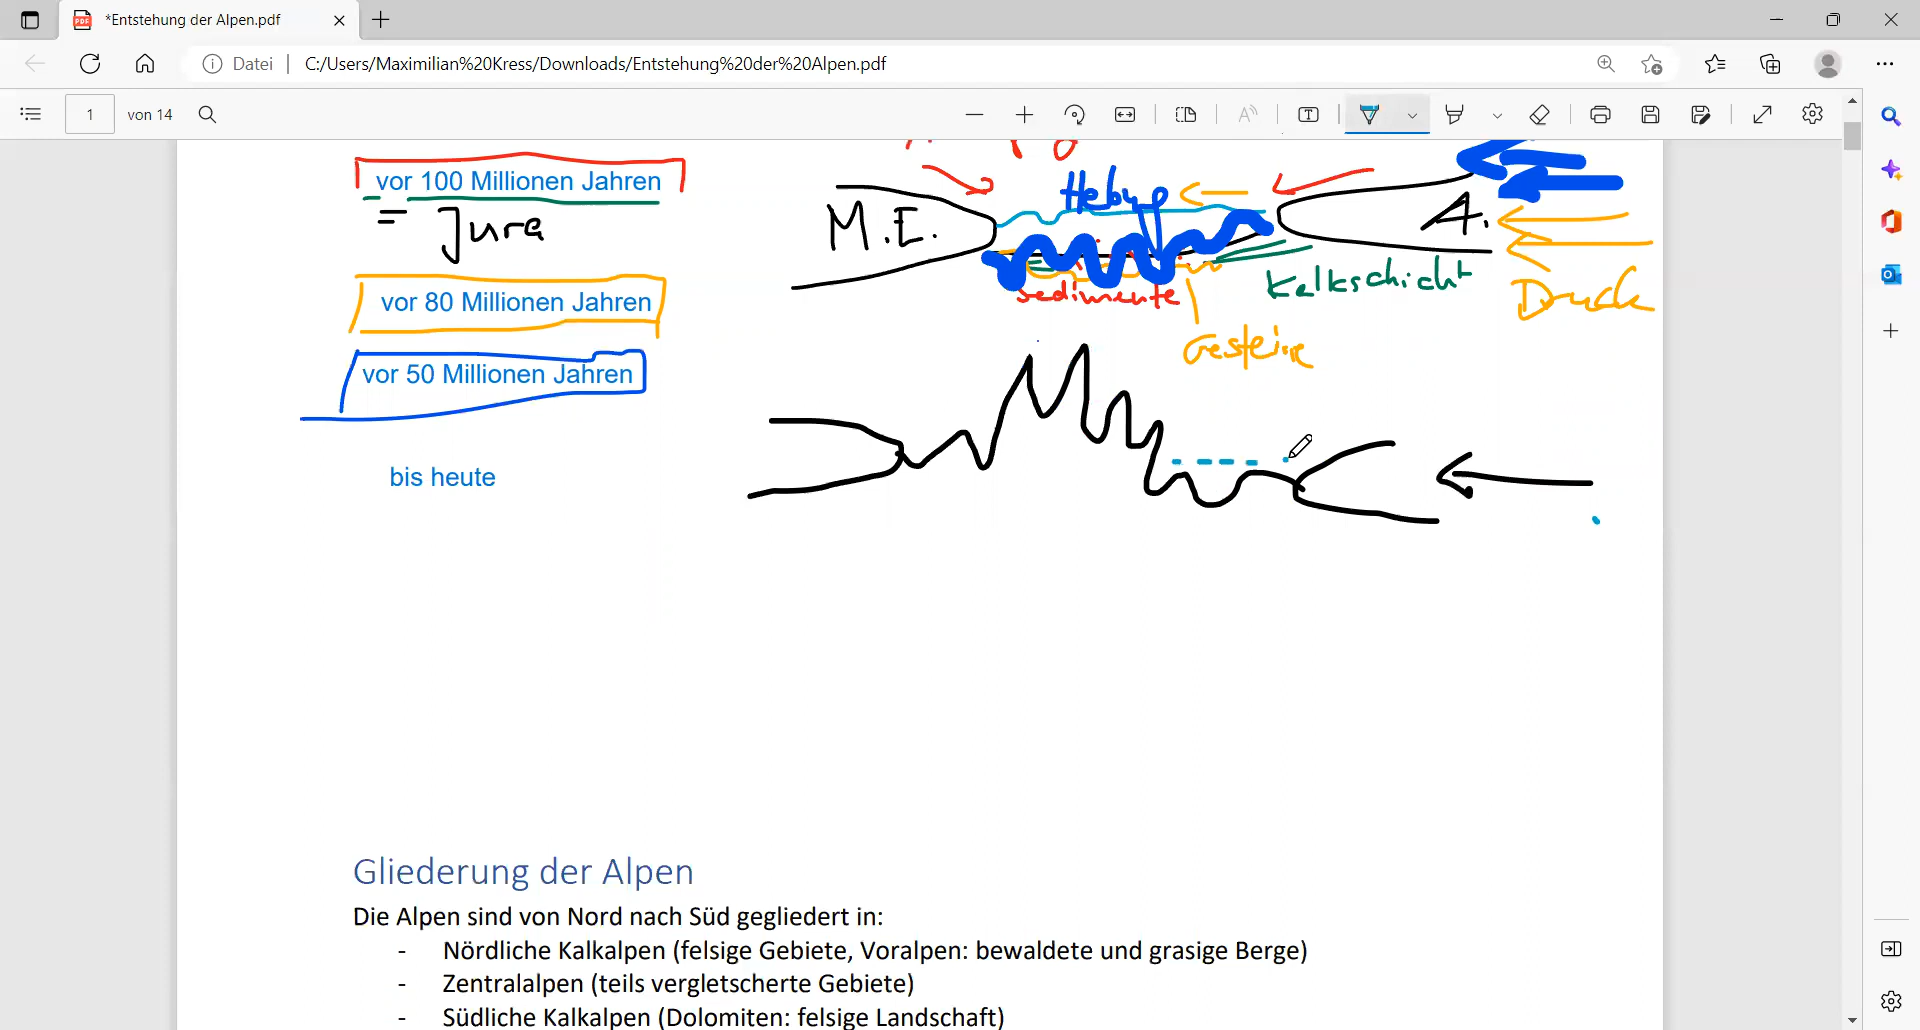 *Entstehung der Alpen.pdf
Datei
C:/Users/Maximilian%20Kress/Downloads/Entstehung%20der%20Alpen.pdf
1 von 14
vor 100 Millionen Jahren
= Jura
Hebung
M.E.
A.
Kalkschicht
Druck
sedimente
Gesteine
vor 80 Millionen Jahren
vor 50 Millionen Jahren
bis heute
Gliederung der Alpen
Die Alpen sind von Nord nach Süd gegliedert in:
- Nördliche Kalkalpen (felsige Gebiete, Voralpen: bewaldete und grasige Berge)
- Zentralalpen (teils vergletscherte Gebiete)
- Südliche Kalkalpen (Dolomiten: felsige Landschaft)